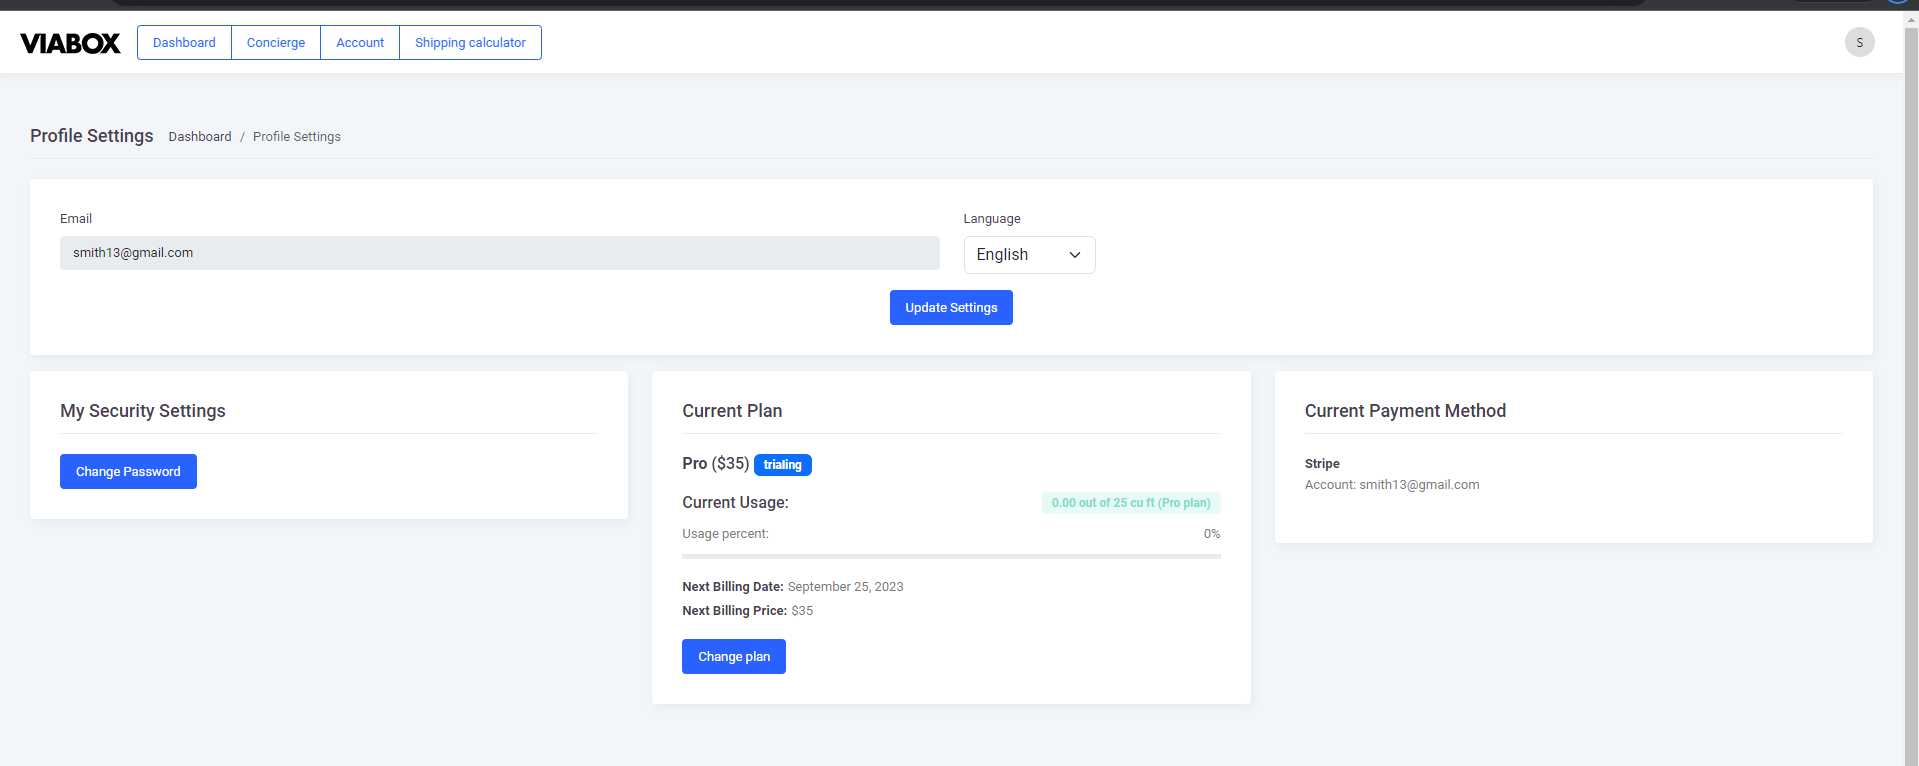 VIABOX Dashboard Concierge Account Shipping calculator S
Profile Settings Dashboard / Profile Settings
Email
smith13@gmail.com
Language
English
Update Settings
My Security Settings
Change Password
Current Plan
Pro ($35) trialing
Current Usage: 0.00 out of 25 cu ft (Pro plan)
Usage percent: 0%
Next Billing Date: September 25, 2023
Next Billing Price: $35
Change plan
Current Payment Method
Stripe
Account: smith13@gmail.com